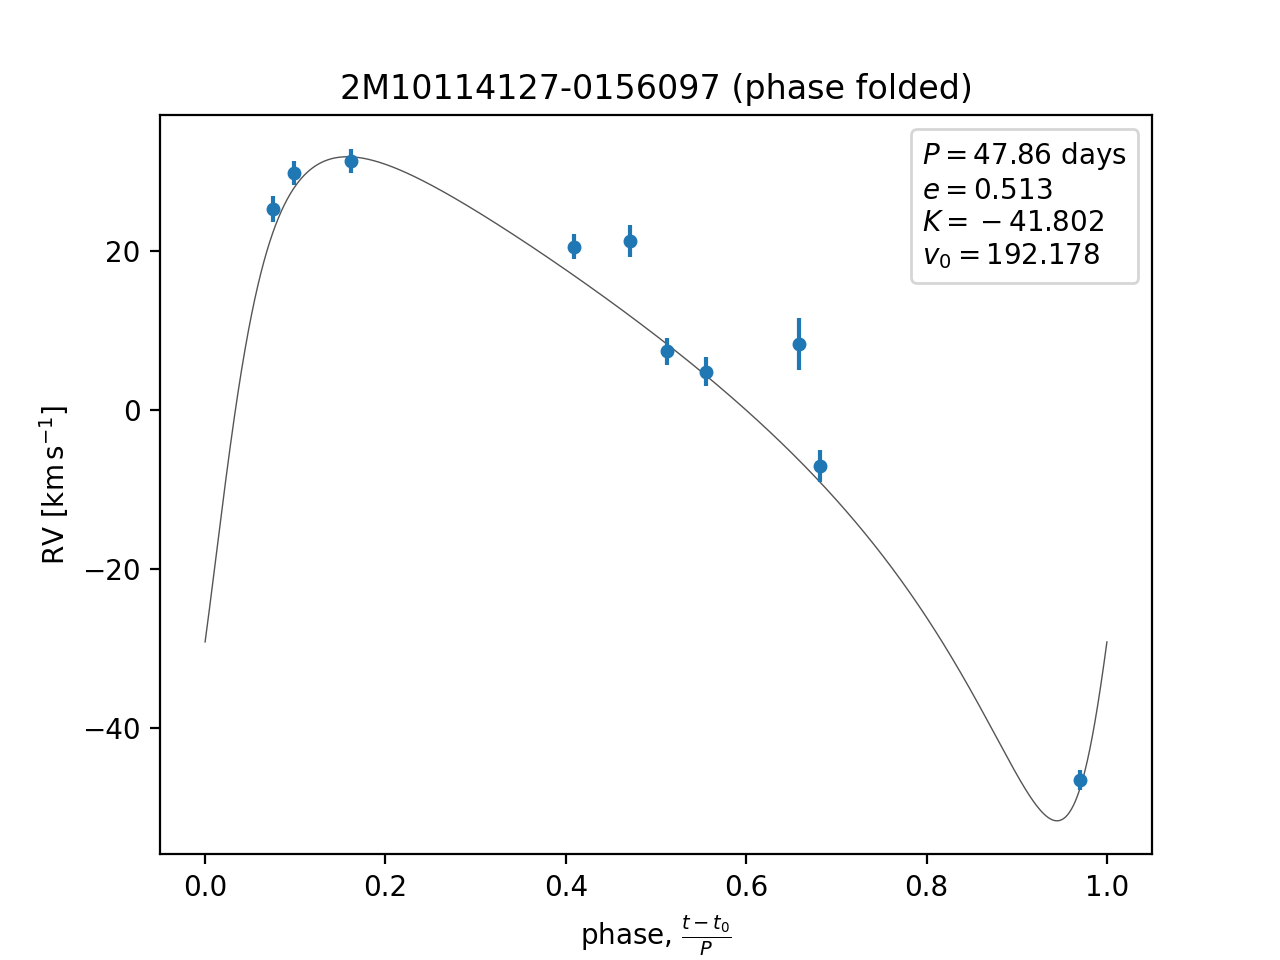 2M10114127-0156097 (phase folded)
P = 47.86 days
e = 0.513
K = −41.802
v₀ = 192.178
RV [km s⁻¹]
20
0
−20
−40
0.0 0.2 0.4 0.6 0.8 1.0
phase, (t − t₀)/P